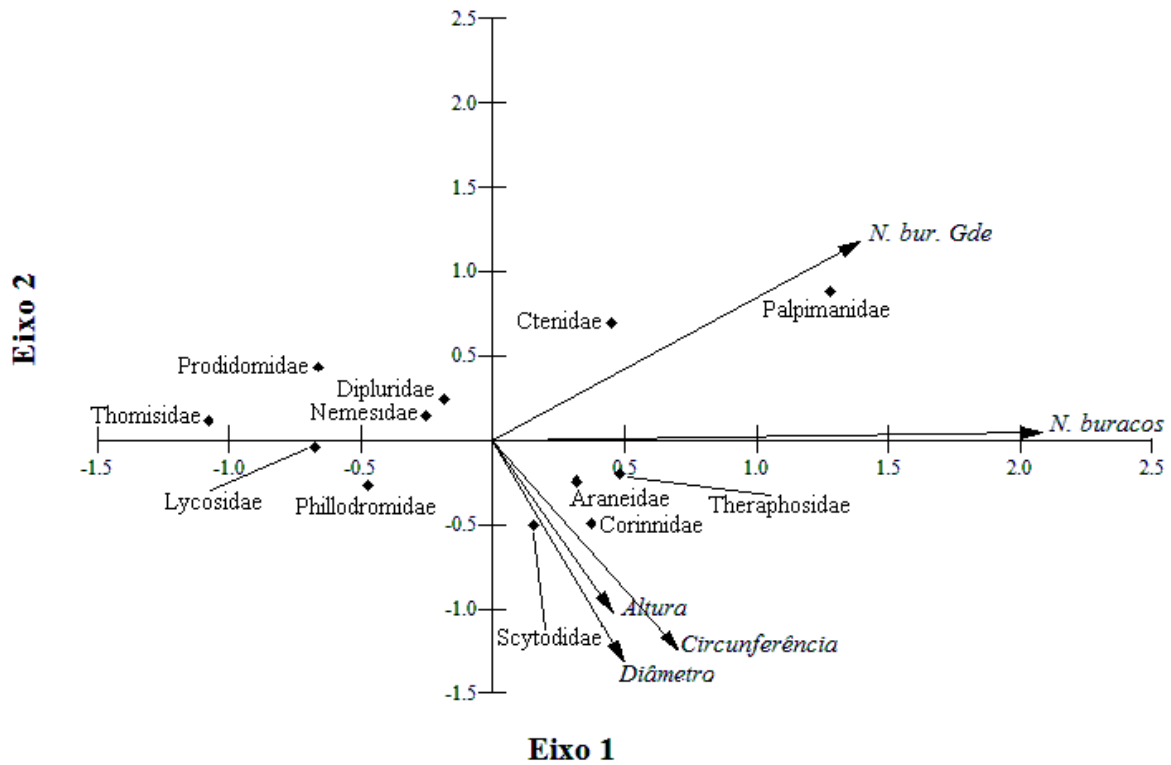 2.5
2.0
1.5
N. bur. Gde
1.0
Palpimanidae
Ctenidae
Eixo 2
0.5
Prodidomidae
Dipluridae
Thomisidae
Nemesidae
N. buracos
-1.5 -1.0 -0.5 0.5 1.0 1.5 2.0 2.5
Lycosidae
Phillodromidae
Araneidae
Theraphosidae
-0.5
Corinnidae
-1.0
Altura
Scytodidae
Circunferência
Diâmetro
-1.5
Eixo 1